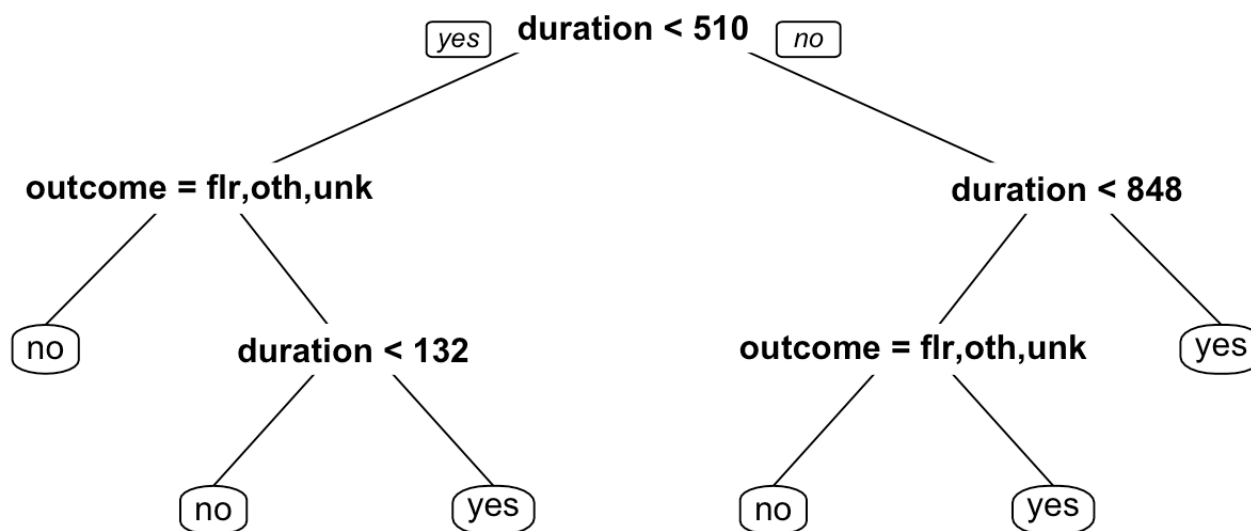 yes duration < 510 no
outcome = flr,oth,unk
duration < 848
no
duration < 132
outcome = flr,oth,unk
yes
no
yes
no
yes